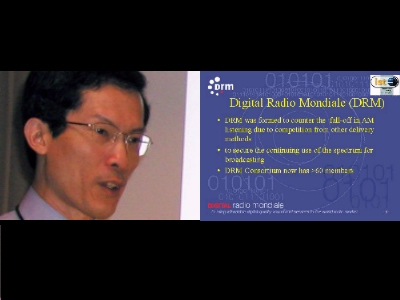 DRM
Digital Radio Mondiale (DRM)
• DRM was formed to counter the fall-off in AM
listening due to competition from other delivery
methods
• to secure the continuing use of the spectrum for
broadcasting
• DRM Consortium now has >60 members
DIGITAL radio mondiale